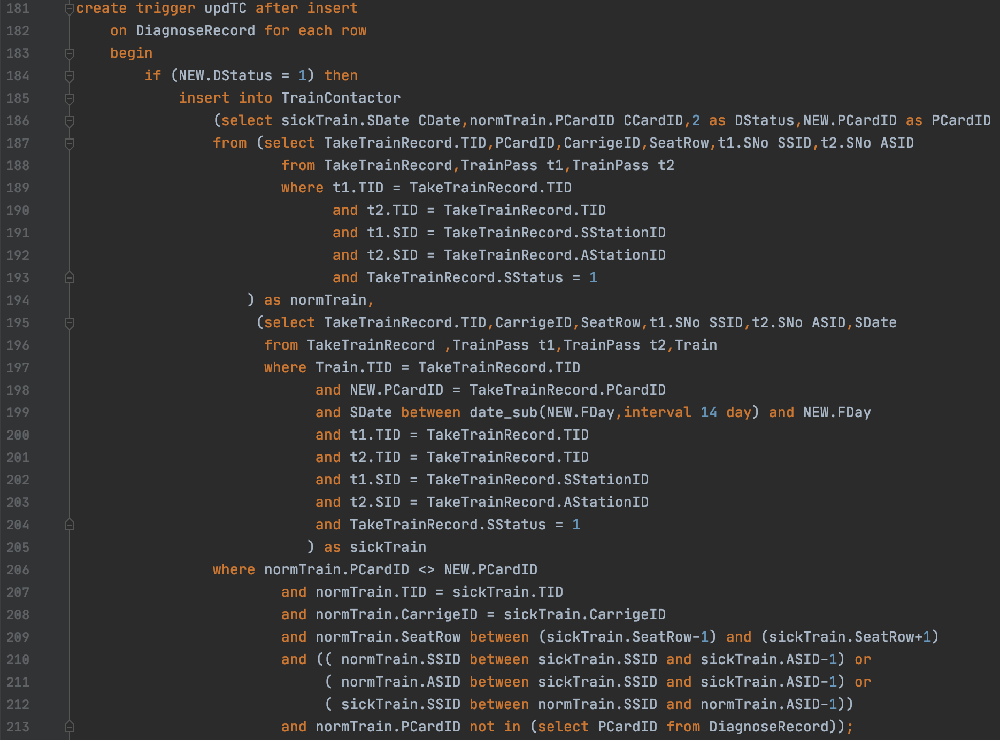 181 create trigger updTC after insert
182 on DiagnoseRecord for each row
183 begin
184 if (NEW.DStatus = 1) then
185 insert into TrainContactor
186 (select sickTrain.SDate CDate,normTrain.PCardID CCardID,2 as DStatus,NEW.PCardID as PCardID
187 from (select TakeTrainRecord.TID,PCardID,CarrigeID,SeatRow,t1.SNo SSID,t2.SNo ASID
188 from TakeTrainRecord,TrainPass t1,TrainPass t2
189 where t1.TID = TakeTrainRecord.TID
190 and t2.TID = TakeTrainRecord.TID
191 and t1.SID = TakeTrainRecord.SStationID
192 and t2.SID = TakeTrainRecord.AStationID
193 and TakeTrainRecord.SStatus = 1
194 ) as normTrain,
195 (select TakeTrainRecord.TID,CarrigeID,SeatRow,t1.SNo SSID,t2.SNo ASID,SDate
196 from TakeTrainRecord ,TrainPass t1,TrainPass t2,Train
197 where Train.TID = TakeTrainRecord.TID
198 and NEW.PCardID = TakeTrainRecord.PCardID
199 and SDate between date_sub(NEW.FDay,interval 14 day) and NEW.FDay
200 and t1.TID = TakeTrainRecord.TID
201 and t2.TID = TakeTrainRecord.TID
202 and t1.SID = TakeTrainRecord.SStationID
203 and t2.SID = TakeTrainRecord.AStationID
204 and TakeTrainRecord.SStatus = 1
205 ) as sickTrain
206 where normTrain.PCardID <> NEW.PCardID
207 and normTrain.TID = sickTrain.TID
208 and normTrain.CarrigeID = sickTrain.CarrigeID
209 and normTrain.SeatRow between (sickTrain.SeatRow-1) and (sickTrain.SeatRow+1)
210 and (( normTrain.SSID between sickTrain.SSID and sickTrain.ASID-1) or
211 ( normTrain.ASID between sickTrain.SSID and sickTrain.ASID-1) or
212 ( sickTrain.SSID between normTrain.SSID and normTrain.ASID-1))
213 and normTrain.PCardID not in (select PCardID from DiagnoseRecord));